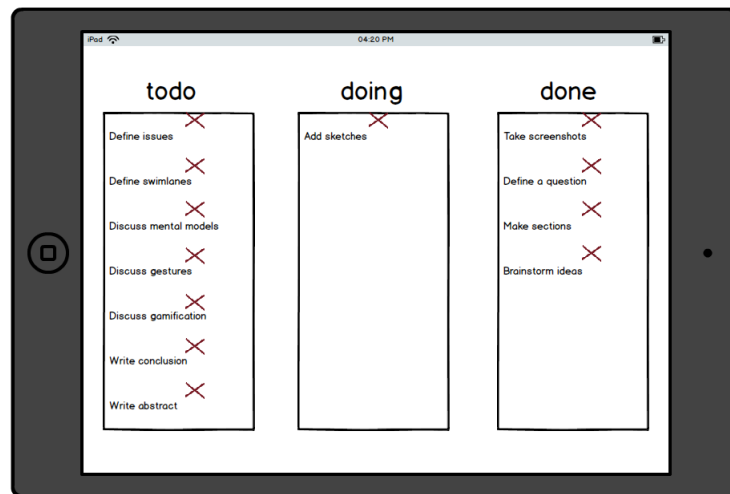 iPad
04:20 PM
todo
doing
done
Define issues
Define swimlanes
Discuss mental models
Discuss gestures
Discuss gamification
Write conclusion
Write abstract
Add sketches
Take screenshots
Define a question
Make sections
Brainstorm ideas